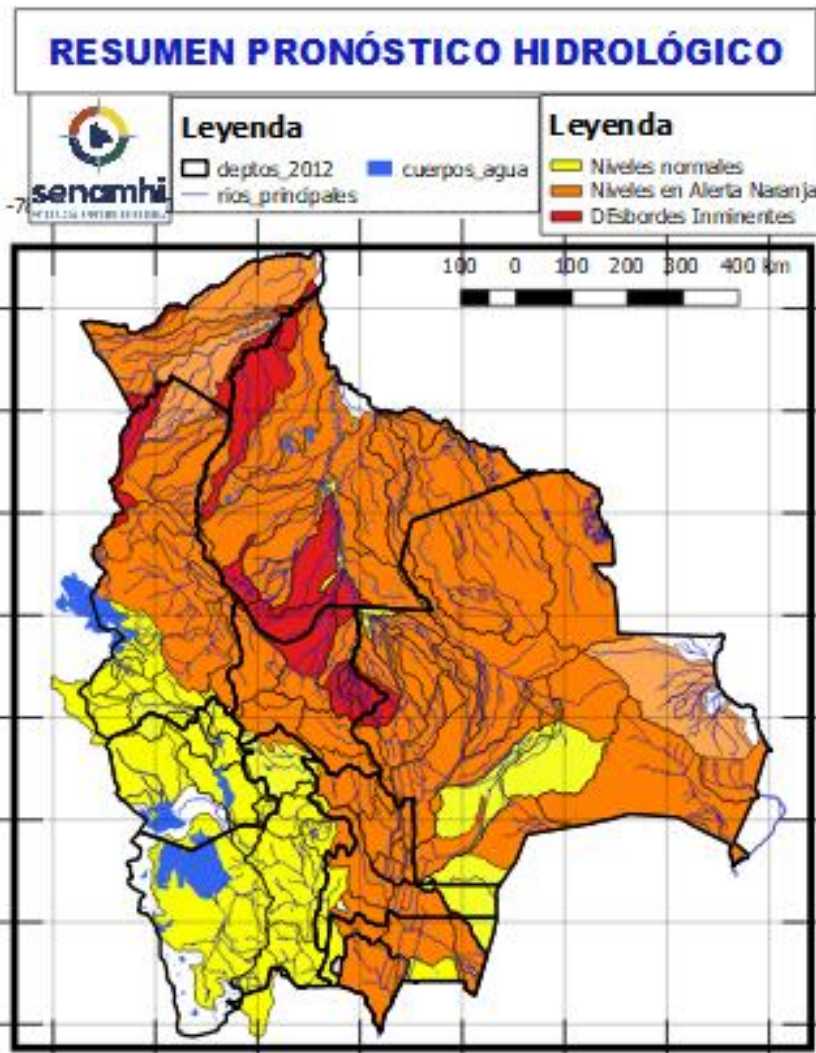 RESUMEN PRONÓSTICO HIDROLÓGICO
senamhi
Leyenda
deptos_2012
cuerpos_agua
rios_principales
Leyenda
Niveles normales
Niveles en Alerta Naranja
DEsbordes Inminentes
100 0 100 200 300 400 km